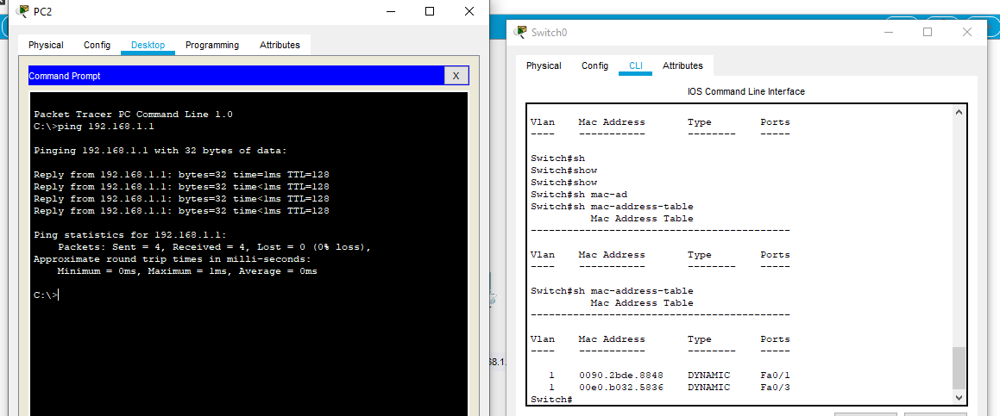 PC2
Physical Config Desktop Programming Attributes
Command Prompt
X
Packet Tracer PC Command Line 1.0
C:\>ping 192.168.1.1
Pinging 192.168.1.1 with 32 bytes of data:
Reply from 192.168.1.1: bytes=32 time=1ms TTL=128
Reply from 192.168.1.1: bytes=32 time<1ms TTL=128
Reply from 192.168.1.1: bytes=32 time<1ms TTL=128
Reply from 192.168.1.1: bytes=32 time<1ms TTL=128
Ping statistics for 192.168.1.1:
    Packets: Sent = 4, Received = 4, Lost = 0 (0% loss),
Approximate round trip times in milli-seconds:
    Minimum = 0ms, Maximum = 1ms, Average = 0ms
C:\>
68.1.
Switch0
Physical Config CLI Attributes
IOS Command Line Interface
Vlan    Mac Address       Type        Ports
----    -----------       --------    -----
Switch#sh
Switch#show
Switch#show
Switch#sh mac-ad
Switch#sh mac-address-table
          Mac Address Table
-------------------------------------------
Vlan    Mac Address       Type        Ports
----    -----------       --------    -----
Switch#sh mac-address-table
          Mac Address Table
-------------------------------------------
Vlan    Mac Address       Type        Ports
----    -----------       --------    -----
   1    0090.2bde.8848    DYNAMIC     Fa0/1
   1    00e0.b032.5836    DYNAMIC     Fa0/3
Switch#